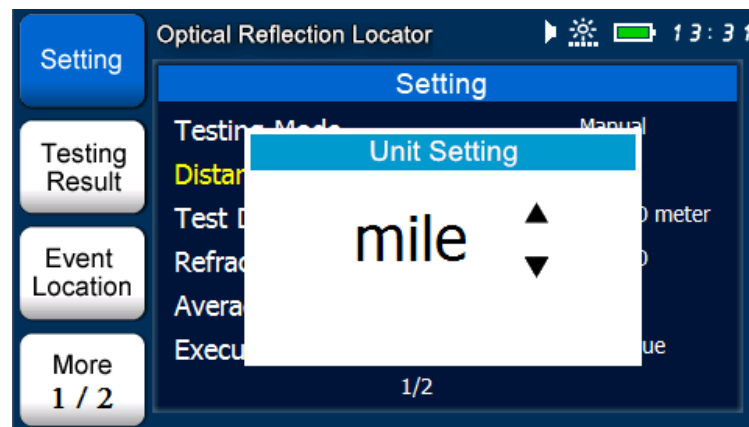 Optical Reflection Locator 13:31
Setting
Setting
Testing Mode Manual
Unit Setting
Testing
Result
mile
meter
Event
Location
More
1 / 2
1/2